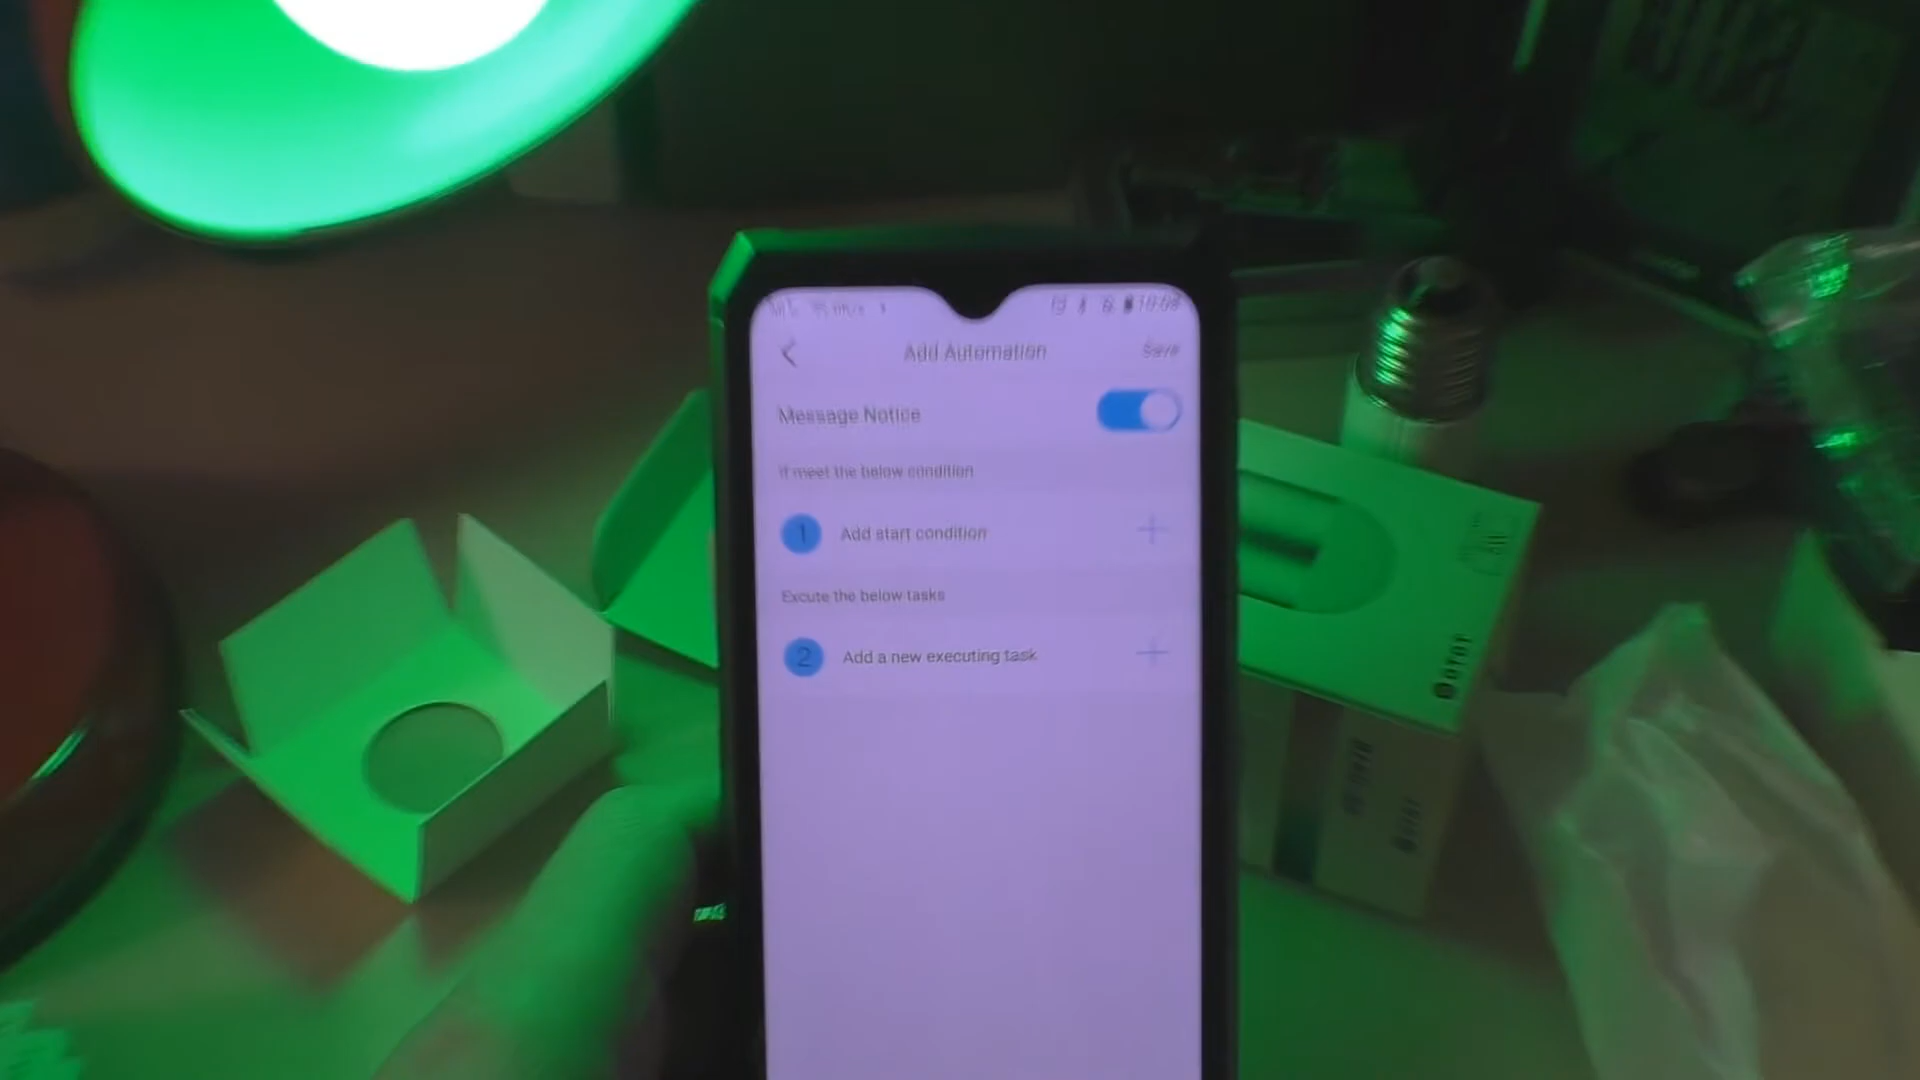 Add Automation
Save
Message Notice
If meet the below condition
1 Add start condition
Excute the below tasks
2 Add a new executing task